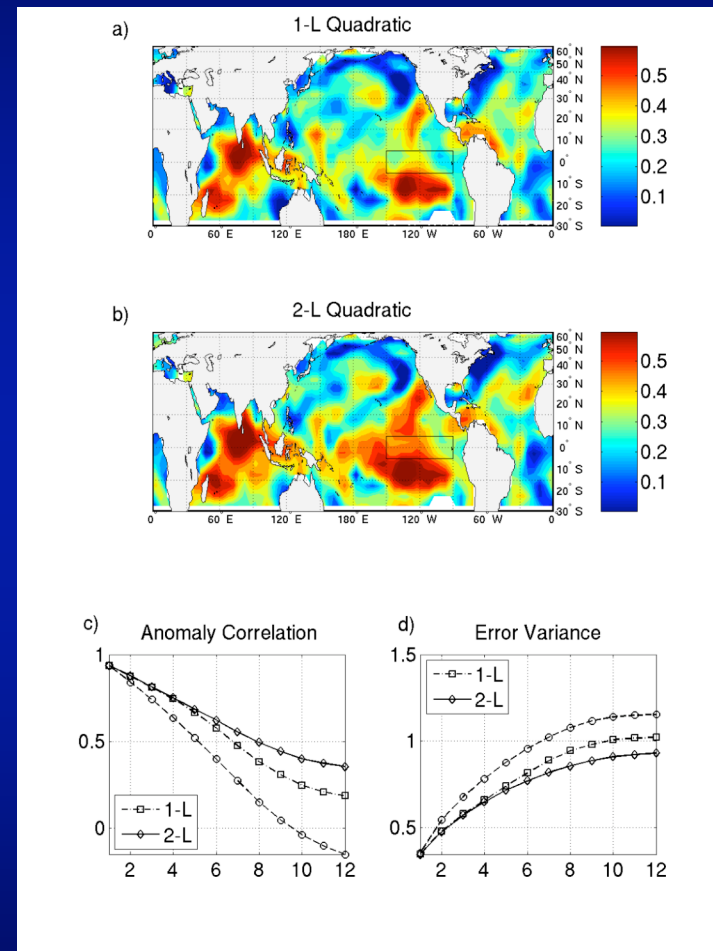 a) 1-L Quadratic
60° N
50° N
40° N
30° N
20° N
10° N
0°
10° S
20° S
30° S
0 60° E 120° E 180° E 120° W 60° W 0°
0.5
0.4
0.3
0.2
0.1
b) 2-L Quadratic
60° N
50° N
40° N
30° N
20° N
10° N
0°
10° S
20° S
30° S
0° 60° E 120° E 180° E 120° W 60° W 0°
0.5
0.4
0.3
0.2
0.1
c) Anomaly Correlation
1
0.5
0
1-L
2-L
2 4 6 8 10 12
d) Error Variance
1.5
1
0.5
1-L
2-L
2 4 6 8 10 12